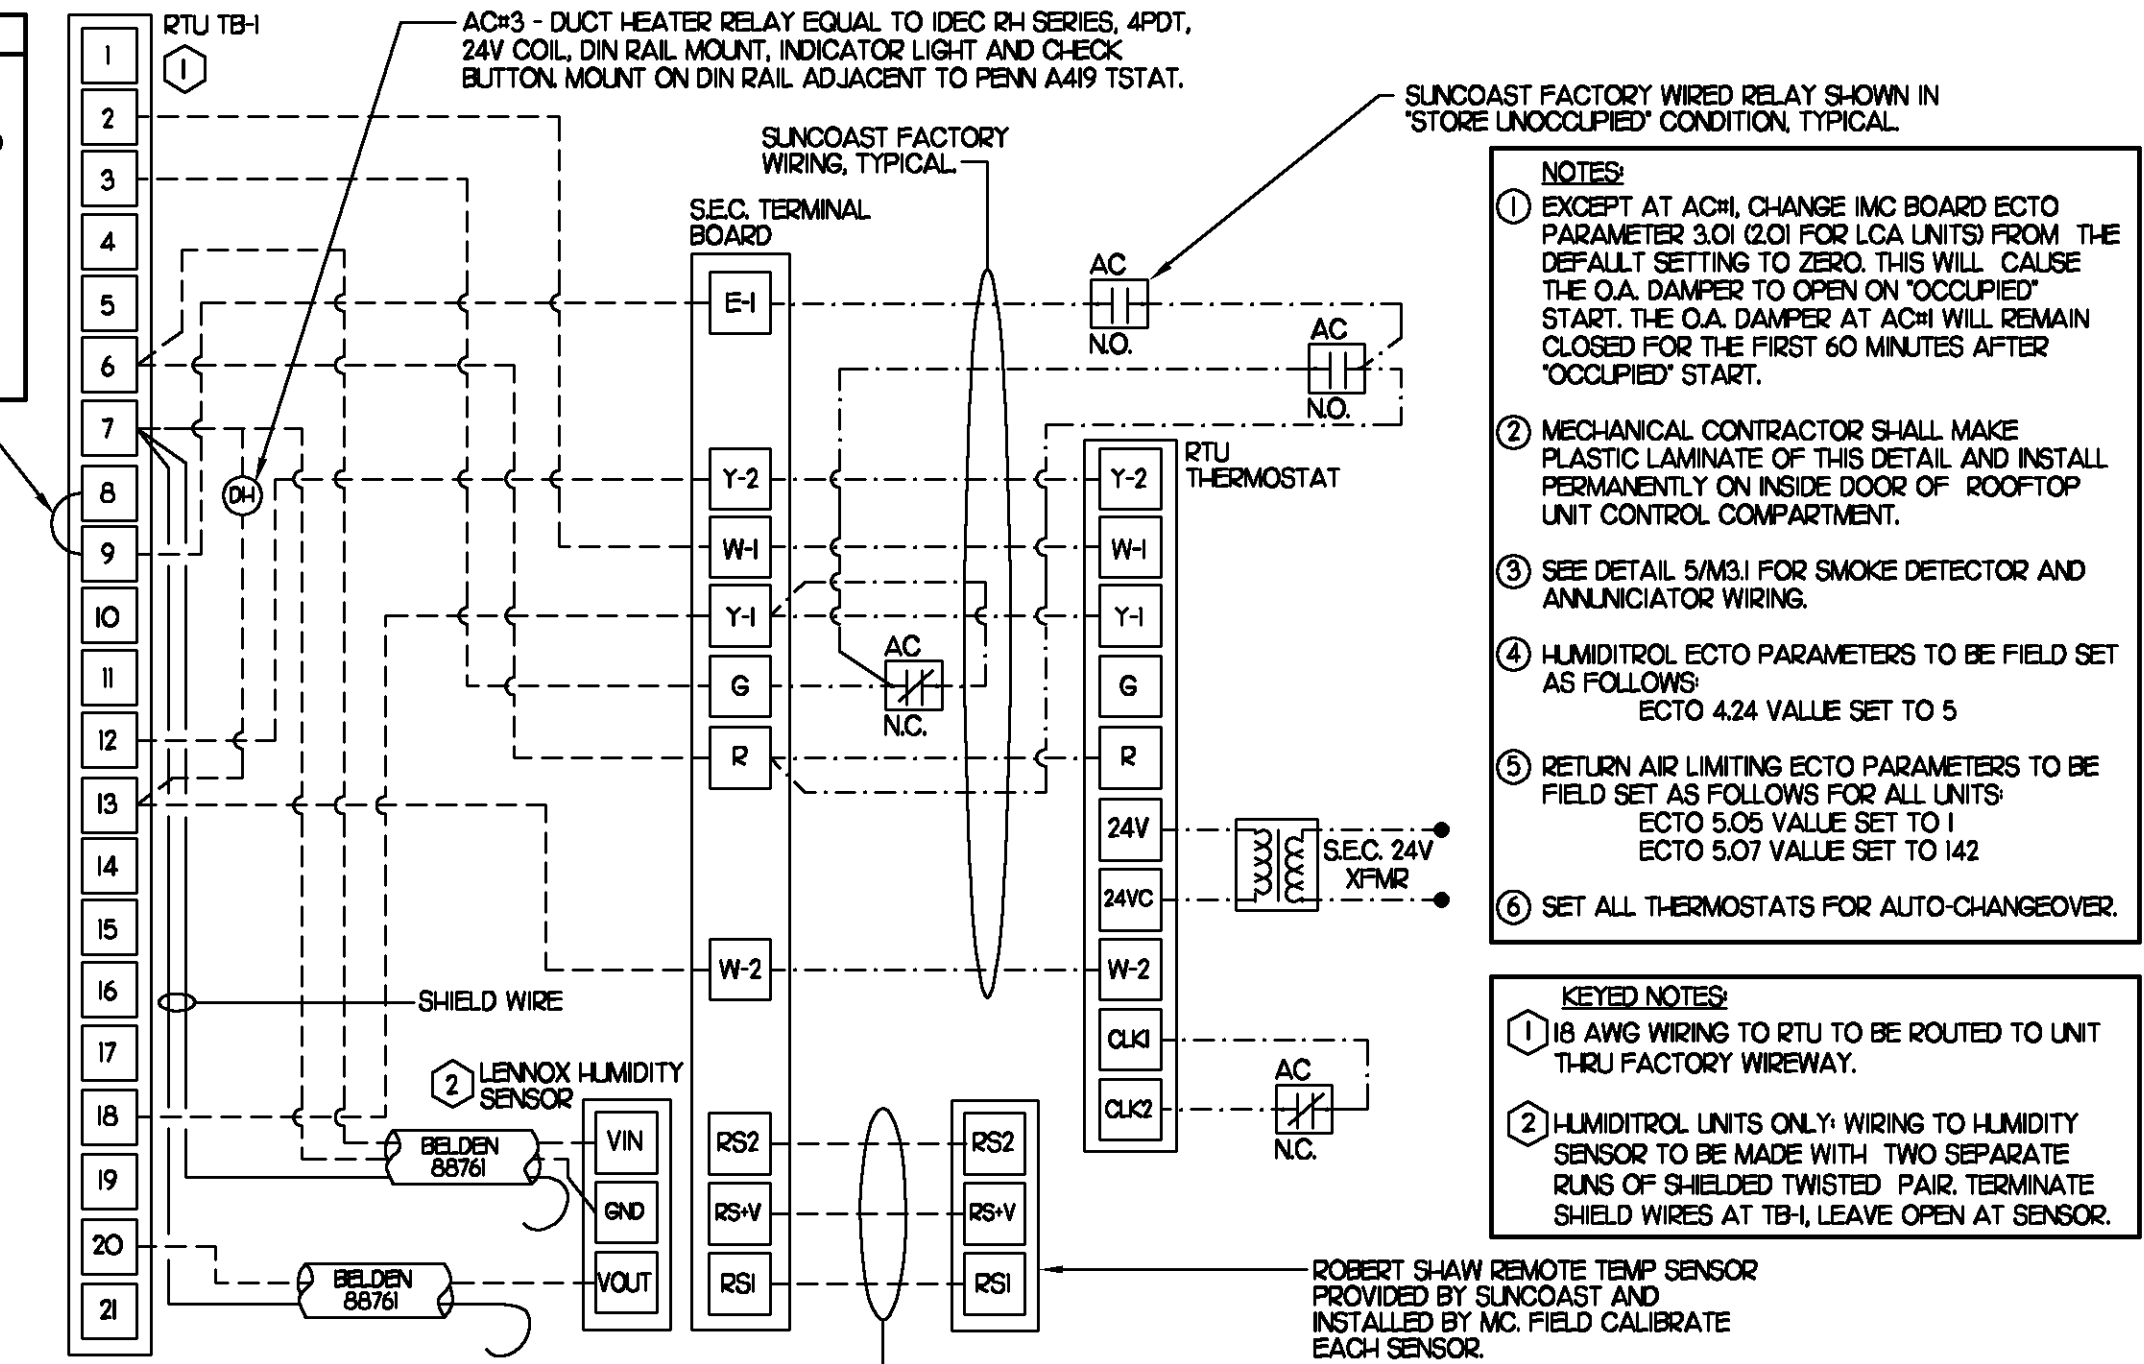 RTU TB-1
1
AC#3 - DUCT HEATER RELAY EQUAL TO IDEC RH SERIES, 4PDT,
24V COIL, DIN RAIL MOUNT, INDICATOR LIGHT AND CHECK
BUTTON. MOUNT ON DIN RAIL ADJACENT TO PENN A419 TSTAT.
SUNCOAST FACTORY WIRED RELAY SHOWN IN
"STORE UNOCCUPIED" CONDITION, TYPICAL.
SUNCOAST FACTORY
WIRING, TYPICAL.
1
2
3
4
5
6
7
8
9
10
11
12
13
14
15
16
17
18
19
20
21
DH
SHIELD WIRE
2
LENNOX HUMIDITY
SENSOR
VIN
GND
VOUT
BELDEN
88761
BELDEN
88761
S.E.C. TERMINAL
BOARD
E-1
Y-2
W-1
Y-1
G
R
W-2
RS2
RS+V
RS1
AC
N.O.
AC
N.O.
AC
N.C.
RTU
THERMOSTAT
Y-2
W-1
Y-1
G
R
24V
24VC
W-2
CLK1
CLK2
S.E.C. 24V
XFMR
AC
N.C.
RS2
RS+V
RS1
ROBERT SHAW REMOTE TEMP SENSOR
PROVIDED BY SUNCOAST AND
INSTALLED BY MC. FIELD CALIBRATE
EACH SENSOR.
NOTES:
1 EXCEPT AT AC#1, CHANGE IMC BOARD ECTO
PARAMETER 3.01 (2.01 FOR LCA UNITS) FROM THE
DEFAULT SETTING TO ZERO. THIS WILL CAUSE
THE O.A. DAMPER TO OPEN ON "OCCUPIED"
START. THE O.A. DAMPER AT AC#1 WILL REMAIN
CLOSED FOR THE FIRST 60 MINUTES AFTER
"OCCUPIED" START.
2 MECHANICAL CONTRACTOR SHALL MAKE
PLASTIC LAMINATE OF THIS DETAIL AND INSTALL
PERMANENTLY ON INSIDE DOOR OF ROOFTOP
UNIT CONTROL COMPARTMENT.
3 SEE DETAIL 5/M3.1 FOR SMOKE DETECTOR AND
ANNUNICIATOR WIRING.
4 HUMIDITROL ECTO PARAMETERS TO BE FIELD SET
AS FOLLOWS:
ECTO 4.24 VALUE SET TO 5
5 RETURN AIR LIMITING ECTO PARAMETERS TO BE
FIELD SET AS FOLLOWS FOR ALL UNITS:
ECTO 5.05 VALUE SET TO 1
ECTO 5.07 VALUE SET TO 142
6 SET ALL THERMOSTATS FOR AUTO-CHANGEOVER.
KEYED NOTES:
1 18 AWG WIRING TO RTU TO BE ROUTED TO UNIT
THRU FACTORY WIREWAY.
2 HUMIDITROL UNITS ONLY: WIRING TO HUMIDITY
SENSOR TO BE MADE WITH TWO SEPARATE
RUNS OF SHIELDED TWISTED PAIR. TERMINATE
SHIELD WIRES AT TB-1, LEAVE OPEN AT SENSOR.